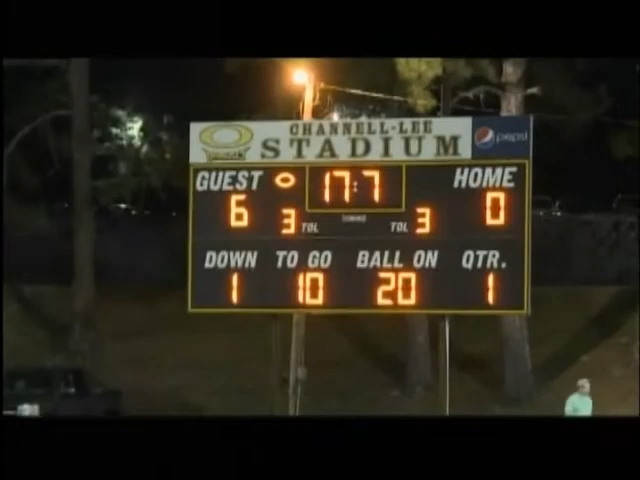 CHANNELL-LEE
STADIUM
pepsi
GUEST 17:7 HOME
6 3 TOL TOL 3 0
DOWN TO GO BALL ON QTR.
1 10 20 1